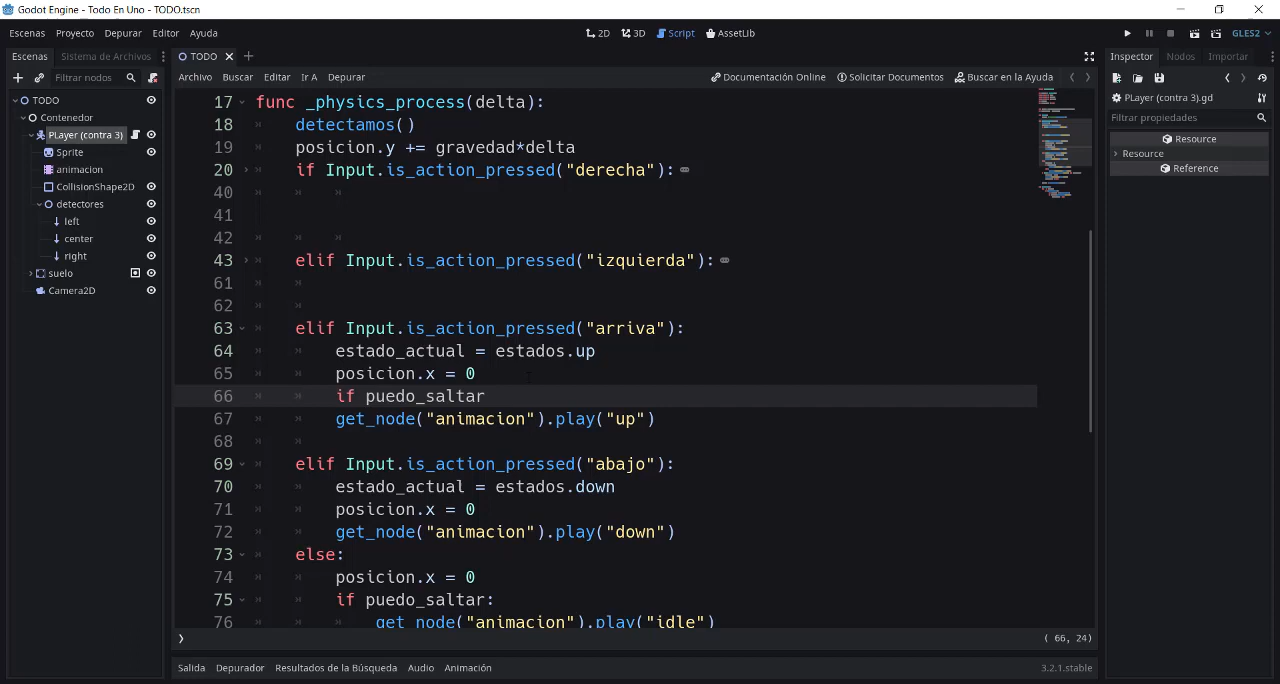 Godot Engine - Todo En Uno - TODO.tscn
Escenas Proyecto Depurar Editor Ayuda
2D 3D Script AssetLib
GLES2
Escenas Sistema de Archivos
TODO
Inspector Nodos Importar
Filtrar nodos
Archivo Buscar Editar Ir A Depurar
Documentación Online Solicitar Documentos Buscar en la Ayuda
TODO
Contenedor
PLayer (contra 3)
Sprite
animacion
CollisionShape2D
detectores
left
center
right
suelo
Camera2D
17 func _physics_process(delta):
18 detectamos()
19 posicion.y += gravedad*delta
20 if Input.is_action_pressed("derecha"):
40
41
42
43 elif Input.is_action_pressed("izquierda"):
61
62
63 elif Input.is_action_pressed("arriva"):
64 estado_actual = estados.up
65 posicion.x = 0
66 if puedo_saltar
67 get_node("animacion").play("up")
68
69 elif Input.is_action_pressed("abajo"):
70 estado_actual = estados.down
71 posicion.x = 0
72 get_node("animacion").play("down")
73 else:
74 posicion.x = 0
75 if puedo_saltar:
76 get_node("animacion").play("idle")
( 66, 24)
PLayer (contra 3).gd
Filtrar propiedades
Resource
Resource
Reference
Salida Depurador Resultados de la Búsqueda Audio Animación
3.2.1.stable